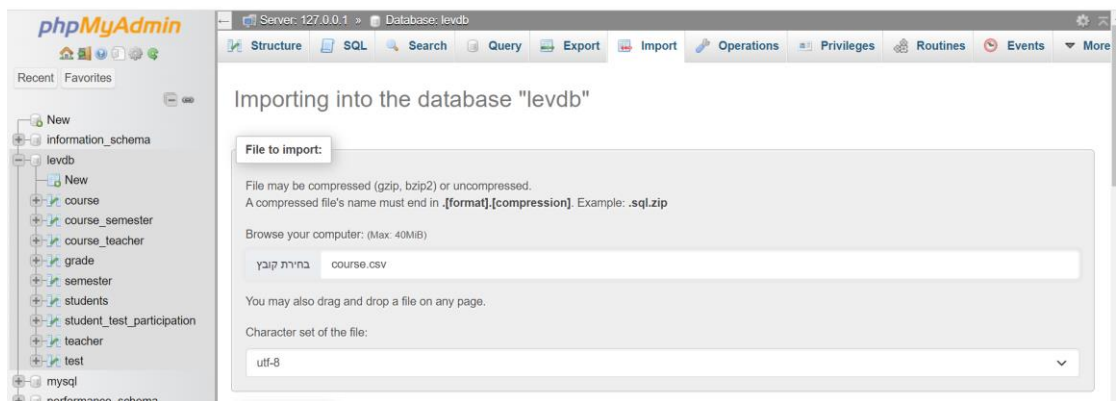 phpMyAdmin
Recent Favorites
New
information_schema
levdb
New
course
course_semester
course_teacher
grade
semester
students
student_test_participation
teacher
test
mysql
performance_schema
Server: 127.0.0.1 » Database: levdb
Structure SQL Search Query Export Import Operations Privileges Routines Events More
Importing into the database "levdb"
File to import:
File may be compressed (gzip, bzip2) or uncompressed.
A compressed file's name must end in .[format].[compression]. Example: .sql.zip
Browse your computer: (Max: 40MiB)
בחירת קובץ course.csv
You may also drag and drop a file on any page.
Character set of the file:
utf-8